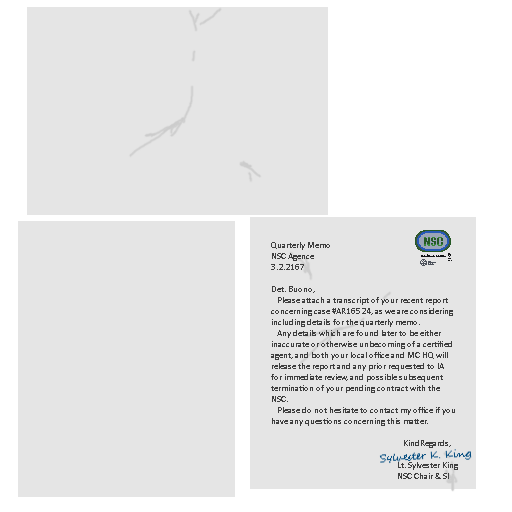 NSC
Quarterly Memo
NSC Agence
3.2.2167
Det. Buono,
Please attach a transcript of your recent report
concerning case #AR165.24, as we are considering
including details for the quarterly memo.
Any details which are found later to be either
inaccurate or otherwise unbecoming of a certified
agent, and both your local office and MC HQ will
release the report and any prior requested to IA
for immediate review, and possible subsequent
termination of your pending contract with the
NSC.
Please do not hesitate to contact my office if you
have any questions concerning this matter.
Kind Regards,
Sylvester K. King
Lt. Sylvester King
NSC Chair & SI